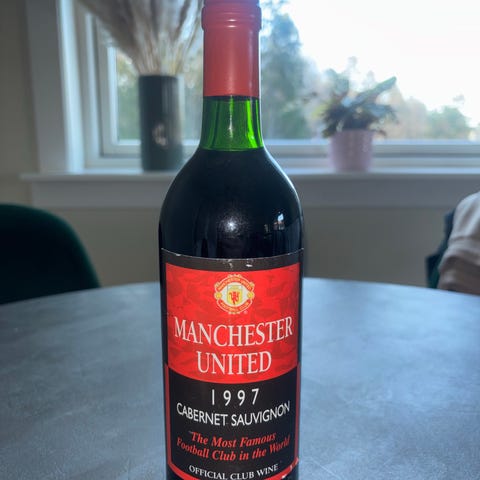 MANCHESTER
UNITED
1997
CABERNET SAUVIGNON
The Most Famous
Football Club in the World
OFFICIAL CLUB WINE